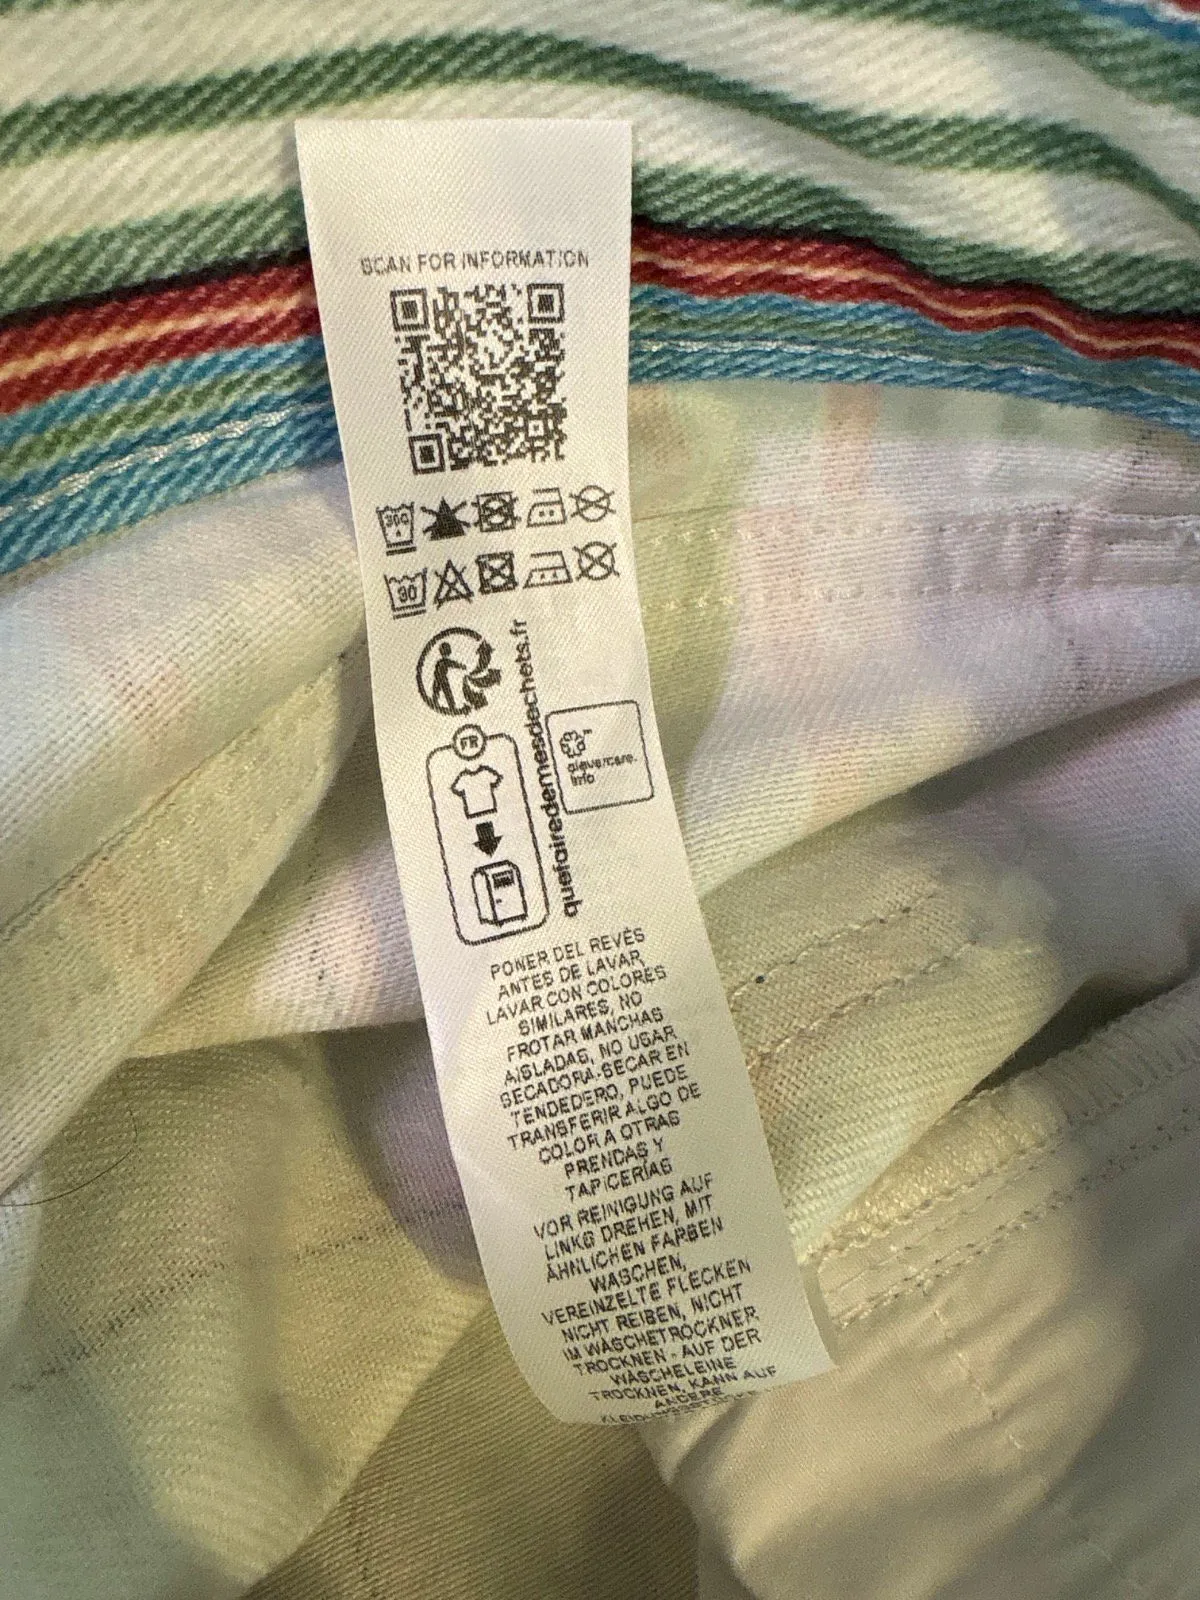 SCAN FOR INFORMATION
360
30
quefairedemesdechets.fr
FR
clevercare.
info
PONER DEL REVÉS
ANTES DE LAVAR,
LAVAR CON COLORES
SIMILARES, NO
FROTAR MANCHAS
AISLADAS, NO USAR
SECADORA-SECAR EN
TENDEDERO, PUEDE
TRANSFERIR ALGO DE
COLOR A OTRAS
PRENDAS Y
TAPICERÍAS
VOR REINIGUNG AUF
LINKS DREHEN, MIT
ÄHNLICHEN FARBEN
WASCHEN,
VEREINZELTE FLECKEN
NICHT REIBEN, NICHT
IM WÄSCHETROCKNER
TROCKNEN - AUF DER
WÄSCHELEINE
TROCKNEN, KANN AUF
ANDERE